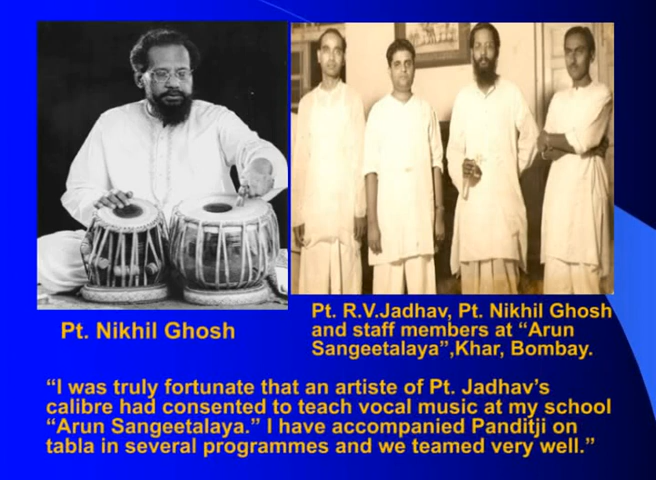 Pt. Nikhil Ghosh
Pt. R.V.Jadhav, Pt. Nikhil Ghosh
and staff members at “Arun
Sangeetalaya”,Khar, Bombay.
“I was truly fortunate that an artiste of Pt. Jadhav’s
calibre had consented to teach vocal music at my school
“Arun Sangeetalaya.” I have accompanied Panditji on
tabla in several programmes and we teamed very well.”